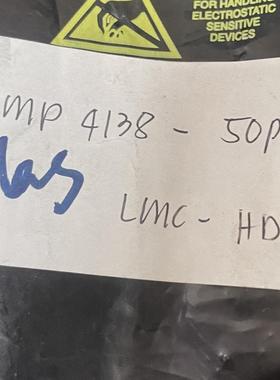 FOR HANDLING
ELECTROSTATIC
SENSITIVE
DEVICES
MP 4138 - 50P
LMC - HD